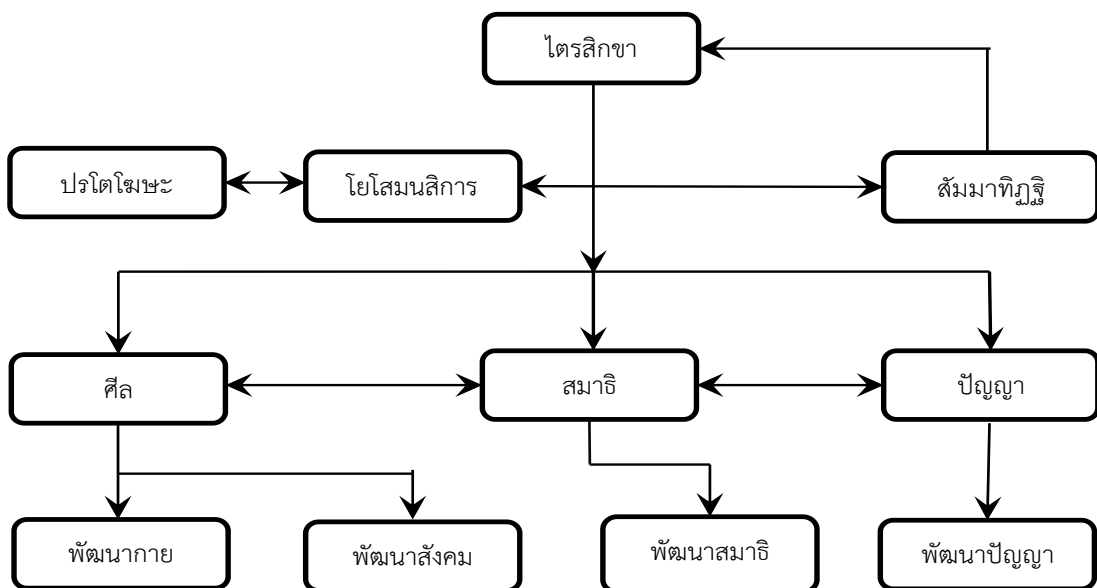 ไตรสิกขา
ปรโตโฆษะ
โยโสมนสิการ
สัมมาทิฏฐิ
ศีล
สมาธิ
ปัญญา
พัฒนากาย
พัฒนาสังคม
พัฒนาสมาธิ
พัฒนาปัญญา